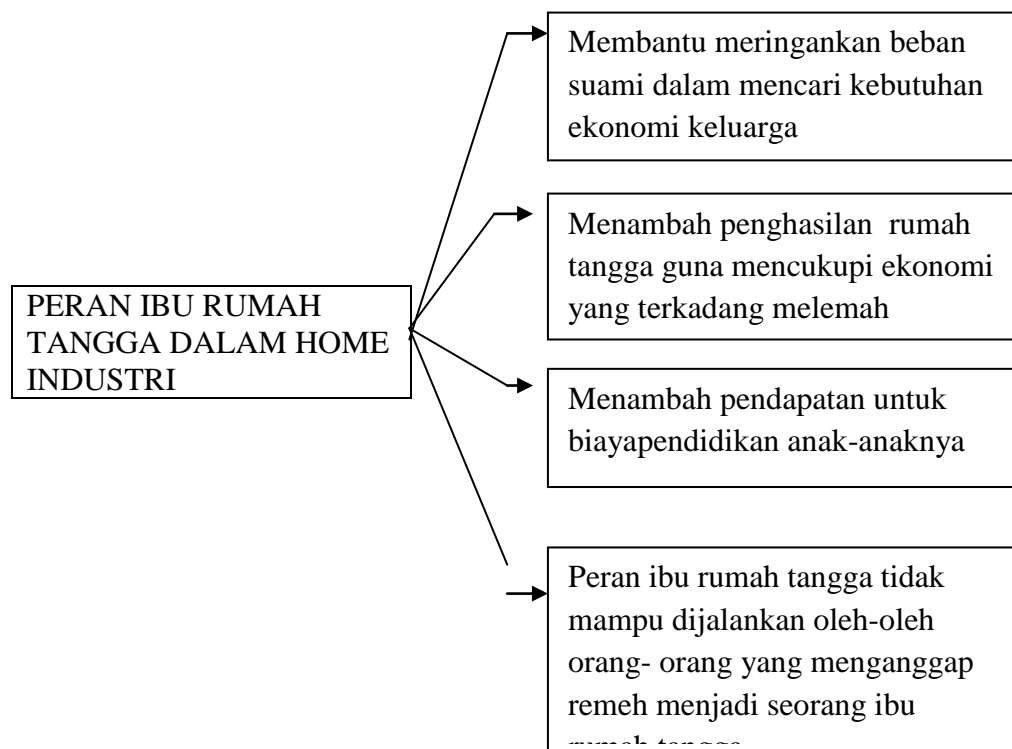 PERAN IBU RUMAH
TANGGA DALAM HOME
INDUSTRI
Membantu meringankan beban
suami dalam mencari kebutuhan
ekonomi keluarga
Menambah penghasilan  rumah
tangga guna mencukupi ekonomi
yang terkadang melemah
Menambah pendapatan untuk
biayapendidikan anak-anaknya
Peran ibu rumah tangga tidak
mampu dijalankan oleh-oleh
orang- orang yang menganggap
remeh menjadi seorang ibu
rumah tangga